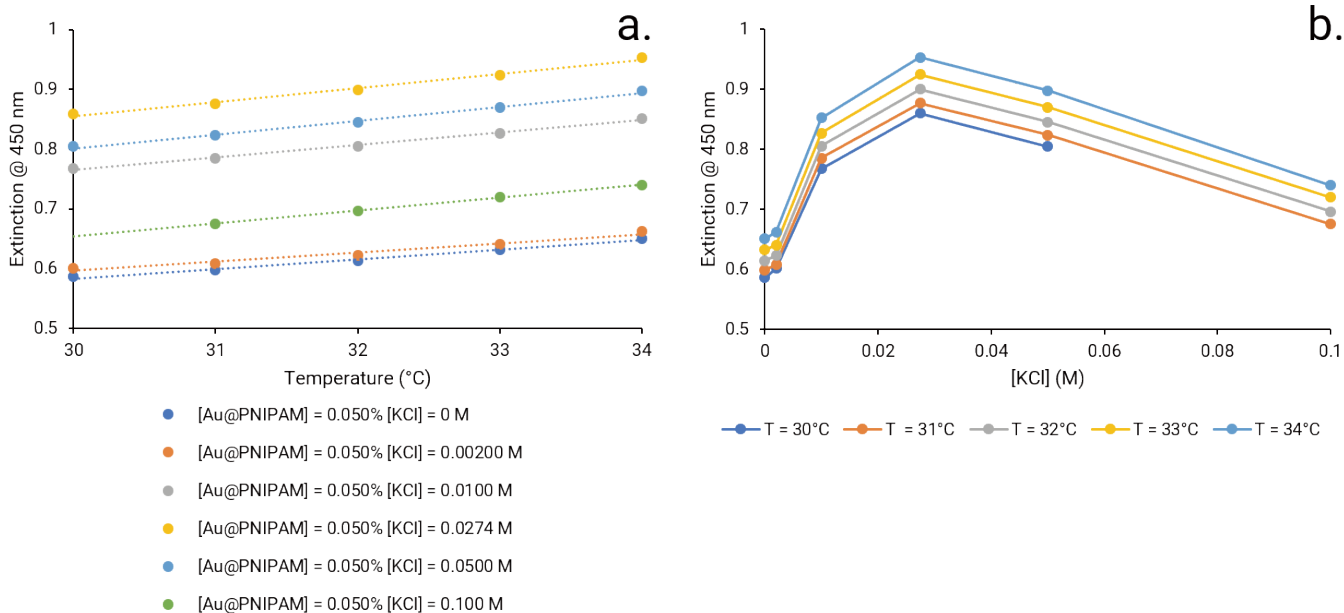 a.
1
0.9
0.8
0.7
0.6
0.5
Extinction @ 450 nm
30 31 32 33 34
Temperature (°C)
[Au@PNIPAM] = 0.050% [KCl] = 0 M
[Au@PNIPAM] = 0.050% [KCl] = 0.00200 M
[Au@PNIPAM] = 0.050% [KCl] = 0.0100 M
[Au@PNIPAM] = 0.050% [KCl] = 0.0274 M
[Au@PNIPAM] = 0.050% [KCl] = 0.0500 M
[Au@PNIPAM] = 0.050% [KCl] = 0.100 M
b.
1
0.9
0.8
0.7
0.6
0.5
Extinction @ 450 nm
0 0.02 0.04 0.06 0.08 0.1
[KCl] (M)
T = 30°C T = 31°C T = 32°C T = 33°C T = 34°C